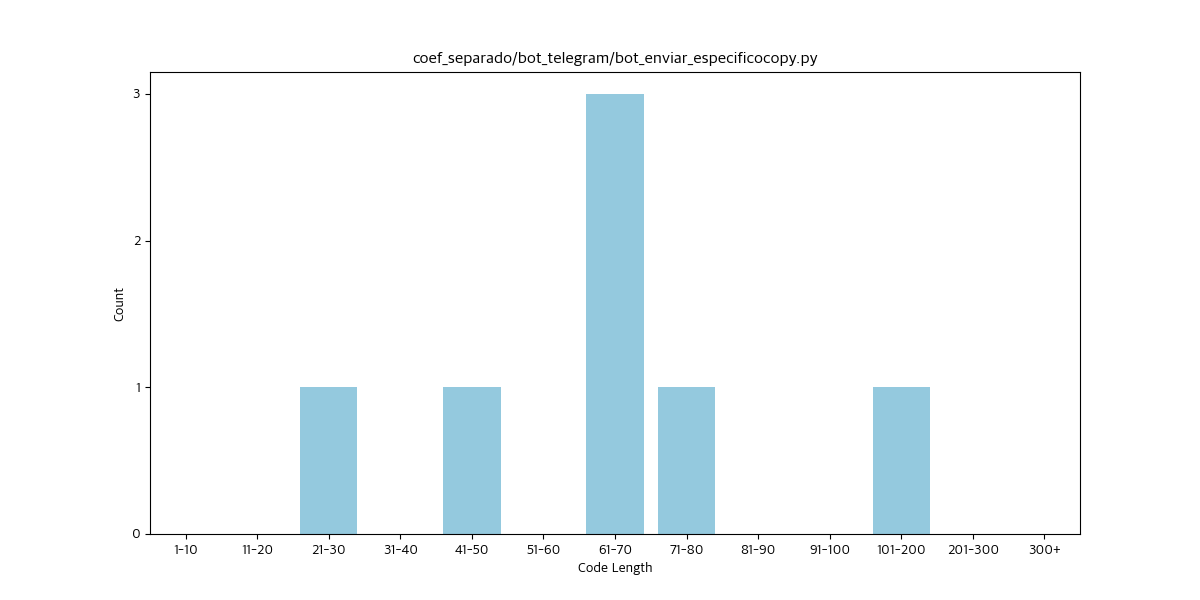 coef_separado/bot_telegram/bot_enviar_especificocopy.py
3
2
1
0
Count
1-10 11-20 21-30 31-40 41-50 51-60 61-70 71-80 81-90 91-100 101-200 201-300 300+
Code Length